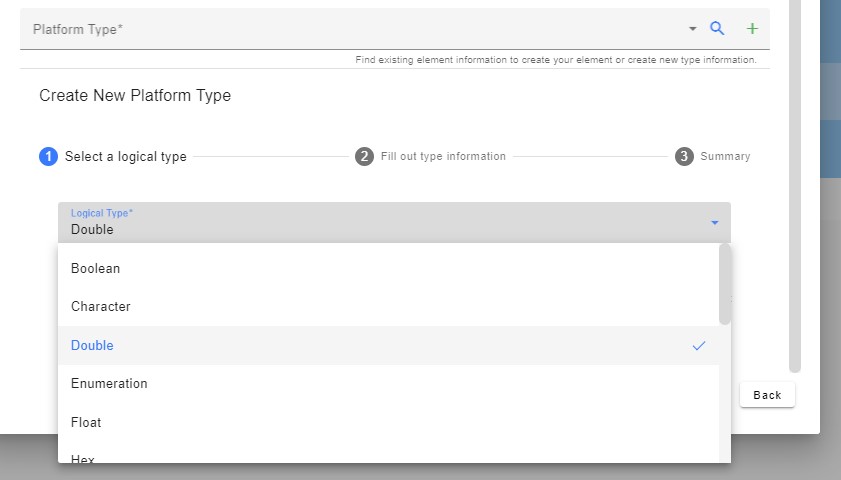 Platform Type*
Find existing element information to create your element or create new type information.
Create New Platform Type
1 Select a logical type
2 Fill out type information
3 Summary
Logical Type*
Double
Boolean
Character
Double
Enumeration
Float
Hex
Back